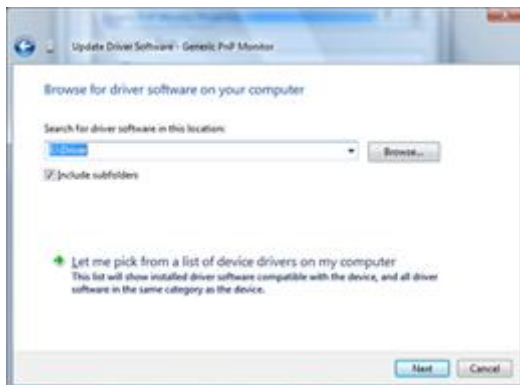 Update Driver Software - Generic PnP Monitor
Browse for driver software on your computer
Search for driver software in this location:
Browse...
Include subfolders
Let me pick from a list of device drivers on my computer
This list will show installed driver software compatible with the device, and all driver
software in the same category as the device.
Next Cancel